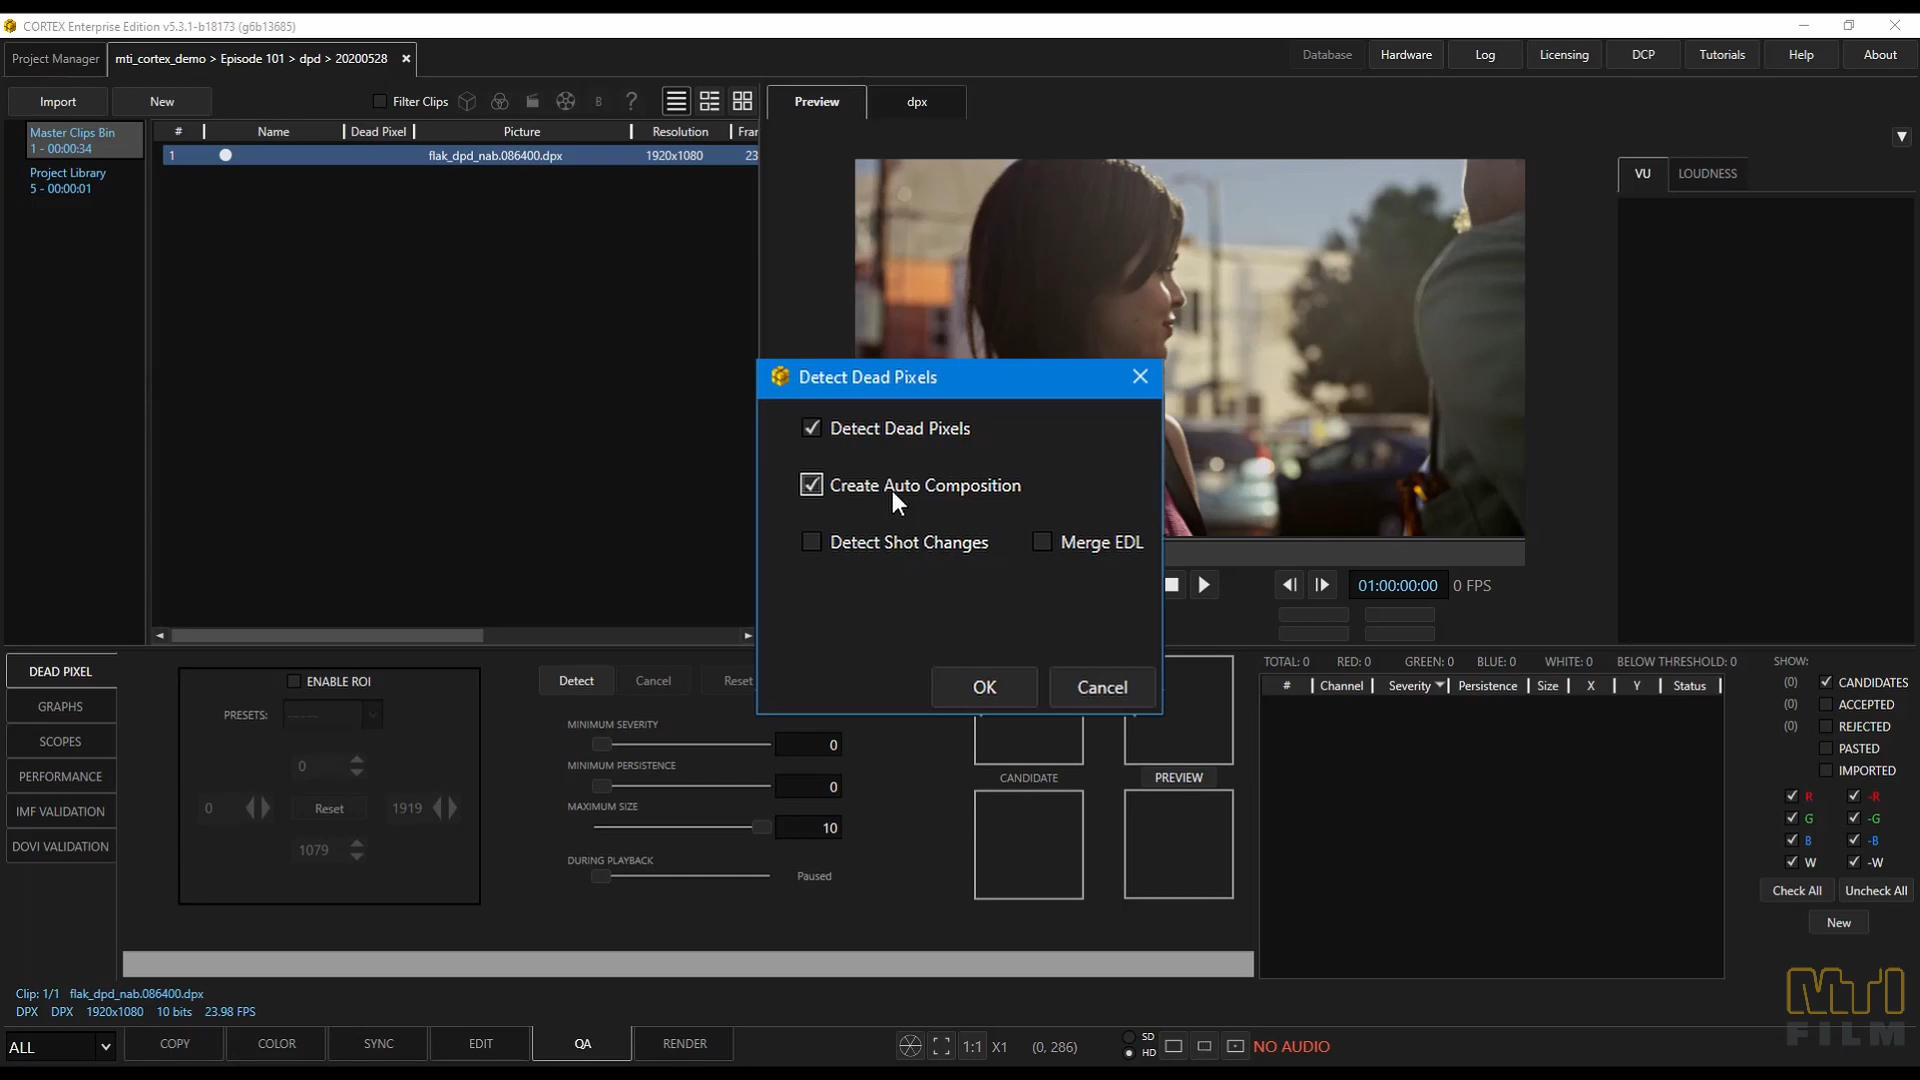 CORTEX Enterprise Edition v5.3.1-b18173 (g6b13685)
Project Manager
mti_cortex_demo > Episode 101 > dpd > 20200528
Database
Hardware
Log
Licensing
DCP
Tutorials
Help
About
Import
New
Filter Clips
B
?
Preview
dpx
Master Clips Bin
1 - 00:00:34
Project Library
5 - 00:00:01
# Name Dead Pixel Picture Resolution Fran
1 flak_dpd_nab.086400.dpx 1920x1080 23
VU
LOUDNESS
Detect Dead Pixels
Detect Dead Pixels
Create Auto Composition
Detect Shot Changes
Merge EDL
OK
Cancel
01:00:00:00 0 FPS
DEAD PIXEL
GRAPHS
SCOPES
PERFORMANCE
IMF VALIDATION
DOVI VALIDATION
ENABLE ROI
PRESETS: -----
0
0 Reset 1919
1079
Detect
Cancel
Reset
MINIMUM SEVERITY
0
MINIMUM PERSISTENCE
0
MAXIMUM SIZE
10
DURING PLAYBACK
Paused
CANDIDATE
PREVIEW
TOTAL: 0 RED: 0 GREEN: 0 BLUE: 0 WHITE: 0 BELOW THRESHOLD: 0
# Channel Severity Persistence Size X Y Status
SHOW:
(0) CANDIDATES
(0) ACCEPTED
(0) REJECTED
PASTED
IMPORTED
R -R
G -G
B -B
W -W
Check All
Uncheck All
New
Clip: 1/1 flak_dpd_nab.086400.dpx
DPX DPX 1920x1080 10 bits 23.98 FPS
MTI
FILM
ALL
COPY
COLOR
SYNC
EDIT
QA
RENDER
1:1 X1 (0, 286)
SD
HD
NO AUDIO